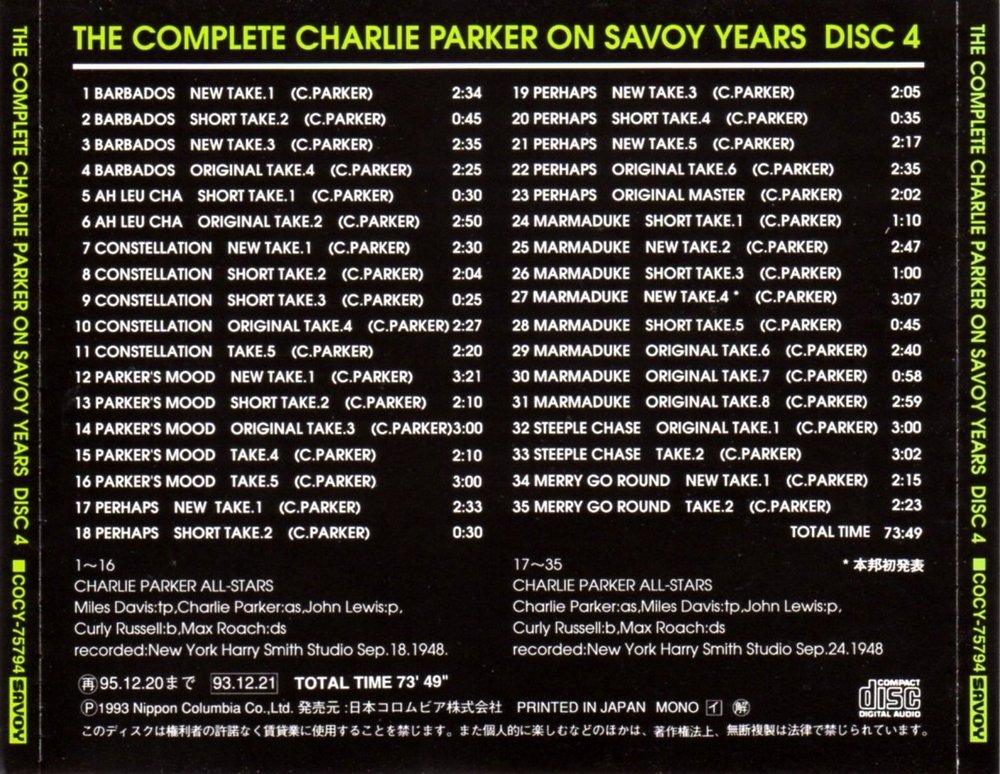 THE COMPLETE CHARLIE PARKER ON SAVOY YEARS DISC 4
1 BARBADOS NEW TAKE.1 (C.PARKER) 2:34
2 BARBADOS SHORT TAKE.2 (C.PARKER) 0:45
3 BARBADOS NEW TAKE.3 (C.PARKER) 2:35
4 BARBADOS ORIGINAL TAKE.4 (C.PARKER) 2:25
5 AH LEU CHA SHORT TAKE.1 (C.PARKER) 0:30
6 AH LEU CHA ORIGINAL TAKE.2 (C.PARKER) 2:50
7 CONSTELLATION NEW TAKE.1 (C.PARKER) 2:30
8 CONSTELLATION SHORT TAKE.2 (C.PARKER) 2:04
9 CONSTELLATION SHORT TAKE.3 (C.PARKER) 0:25
10 CONSTELLATION ORIGINAL TAKE.4 (C.PARKER) 2:27
11 CONSTELLATION TAKE.5 (C.PARKER) 2:20
12 PARKER'S MOOD NEW TAKE.1 (C.PARKER) 3:21
13 PARKER'S MOOD SHORT TAKE.2 (C.PARKER) 2:10
14 PARKER'S MOOD ORIGINAL TAKE.3 (C.PARKER) 3:00
15 PARKER'S MOOD TAKE.4 (C.PARKER) 2:10
16 PARKER'S MOOD TAKE.5 (C.PARKER) 3:00
17 PERHAPS NEW TAKE.1 (C.PARKER) 2:33
18 PERHAPS SHORT TAKE.2 (C.PARKER) 0:30
19 PERHAPS NEW TAKE.3 (C.PARKER) 2:05
20 PERHAPS SHORT TAKE.4 (C.PARKER) 0:35
21 PERHAPS NEW TAKE.5 (C.PARKER) 2:17
22 PERHAPS ORIGINAL TAKE.6 (C.PARKER) 2:35
23 PERHAPS ORIGINAL MASTER (C.PARKER) 2:02
24 MARMADUKE SHORT TAKE.1 (C.PARKER) 1:10
25 MARMADUKE NEW TAKE.2 (C.PARKER) 2:47
26 MARMADUKE SHORT TAKE.3 (C.PARKER) 1:00
27 MARMADUKE NEW TAKE.4 * (C.PARKER) 3:07
28 MARMADUKE SHORT TAKE.5 (C.PARKER) 0:45
29 MARMADUKE ORIGINAL TAKE.6 (C.PARKER) 2:40
30 MARMADUKE ORIGINAL TAKE.7 (C.PARKER) 0:58
31 MARMADUKE ORIGINAL TAKE.8 (C.PARKER) 2:59
32 STEEPLE CHASE ORIGINAL TAKE.1 (C.PARKER) 3:00
33 STEEPLE CHASE TAKE.2 (C.PARKER) 3:02
34 MERRY GO ROUND NEW TAKE.1 (C.PARKER) 2:15
35 MERRY GO ROUND TAKE.2 (C.PARKER) 2:23
TOTAL TIME 73:49
1～16
CHARLIE PARKER ALL-STARS
Miles Davis:tp,Charlie Parker:as,John Lewis:p,
Curly Russell:b,Max Roach:ds
recorded:New York Harry Smith Studio Sep.18.1948.
17～35 * 本邦初発表
CHARLIE PARKER ALL-STARS
Charlie Parker:as,Miles Davis:tp,John Lewis:p,
Curly Russell:b,Max Roach:ds
recorded:New York Harry Smith Studio Sep.24.1948
㊢95.12.20まで 93.12.21 TOTAL TIME 73' 49"
Ⓟ1993 Nippon Columbia Co.,Ltd. 発売元:日本コロムビア株式会社 PRINTED IN JAPAN MONO イ 解
COMPACT disc DIGITAL AUDIO
このディスクは権利者の許諾なく賃貸業に使用することを禁じます。また個人的に楽しむなどのほかは、著作権法上、無断複製は法律で禁じられています。
THE COMPLETE CHARLIE PARKER ON SAVOY YEARS DISC 4 ■COCY-75794 SAVOY
THE COMPLETE CHARLIE PARKER ON SAVOY YEARS DISC 4 ■COCY-75794 SAVOY